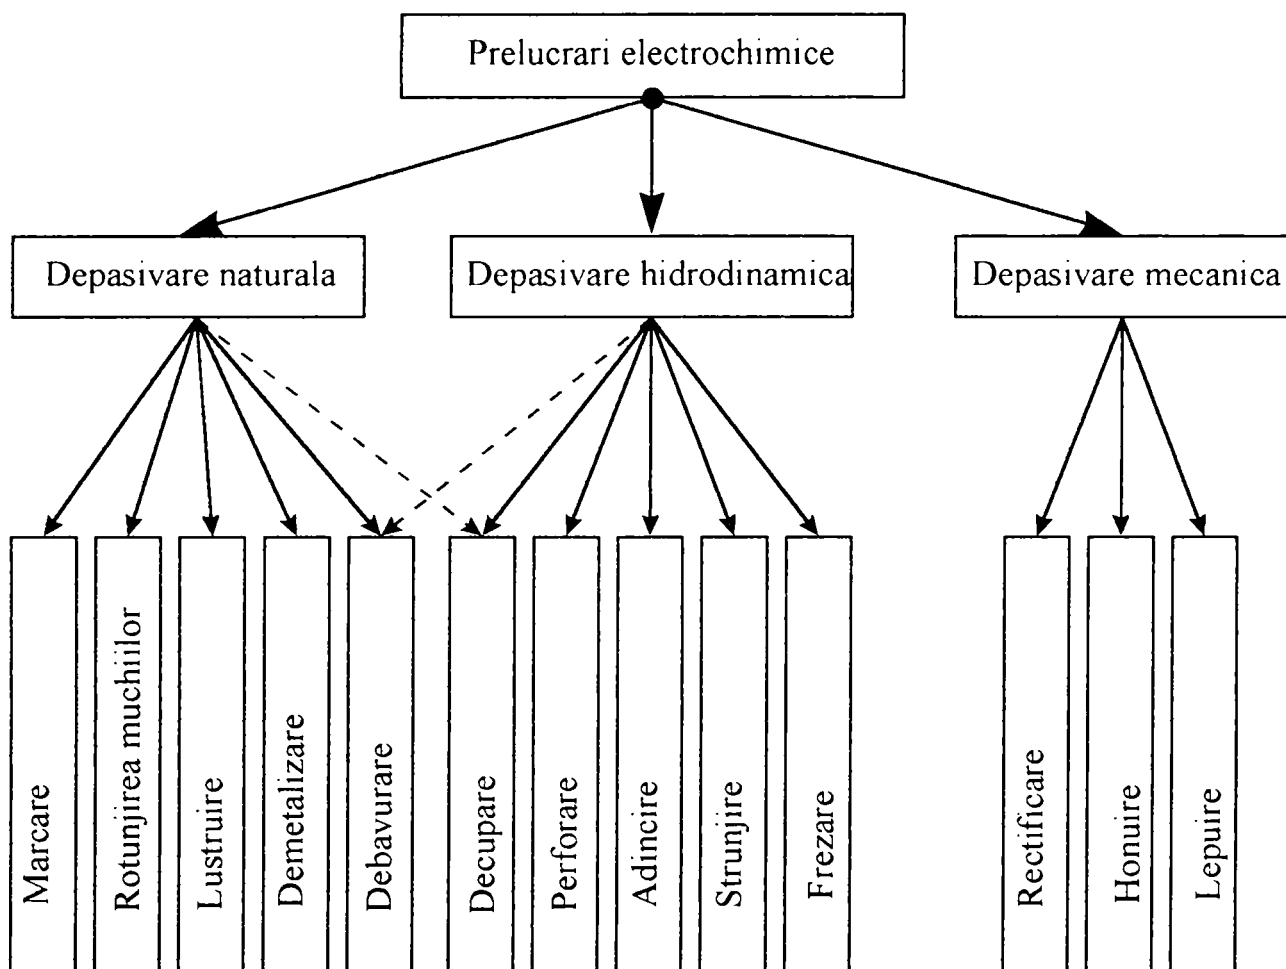 Prelucrari electrochimice
Depasivare naturala
Depasivare hidrodinamica
Depasivare mecanica
Marcare
Rotunjirea muchiilor
Lustruire
Demetalizare
Debavurare
Decupare
Perforare
Adincire
Strunjire
Frezare
Rectificare
Honuire
Lepuire